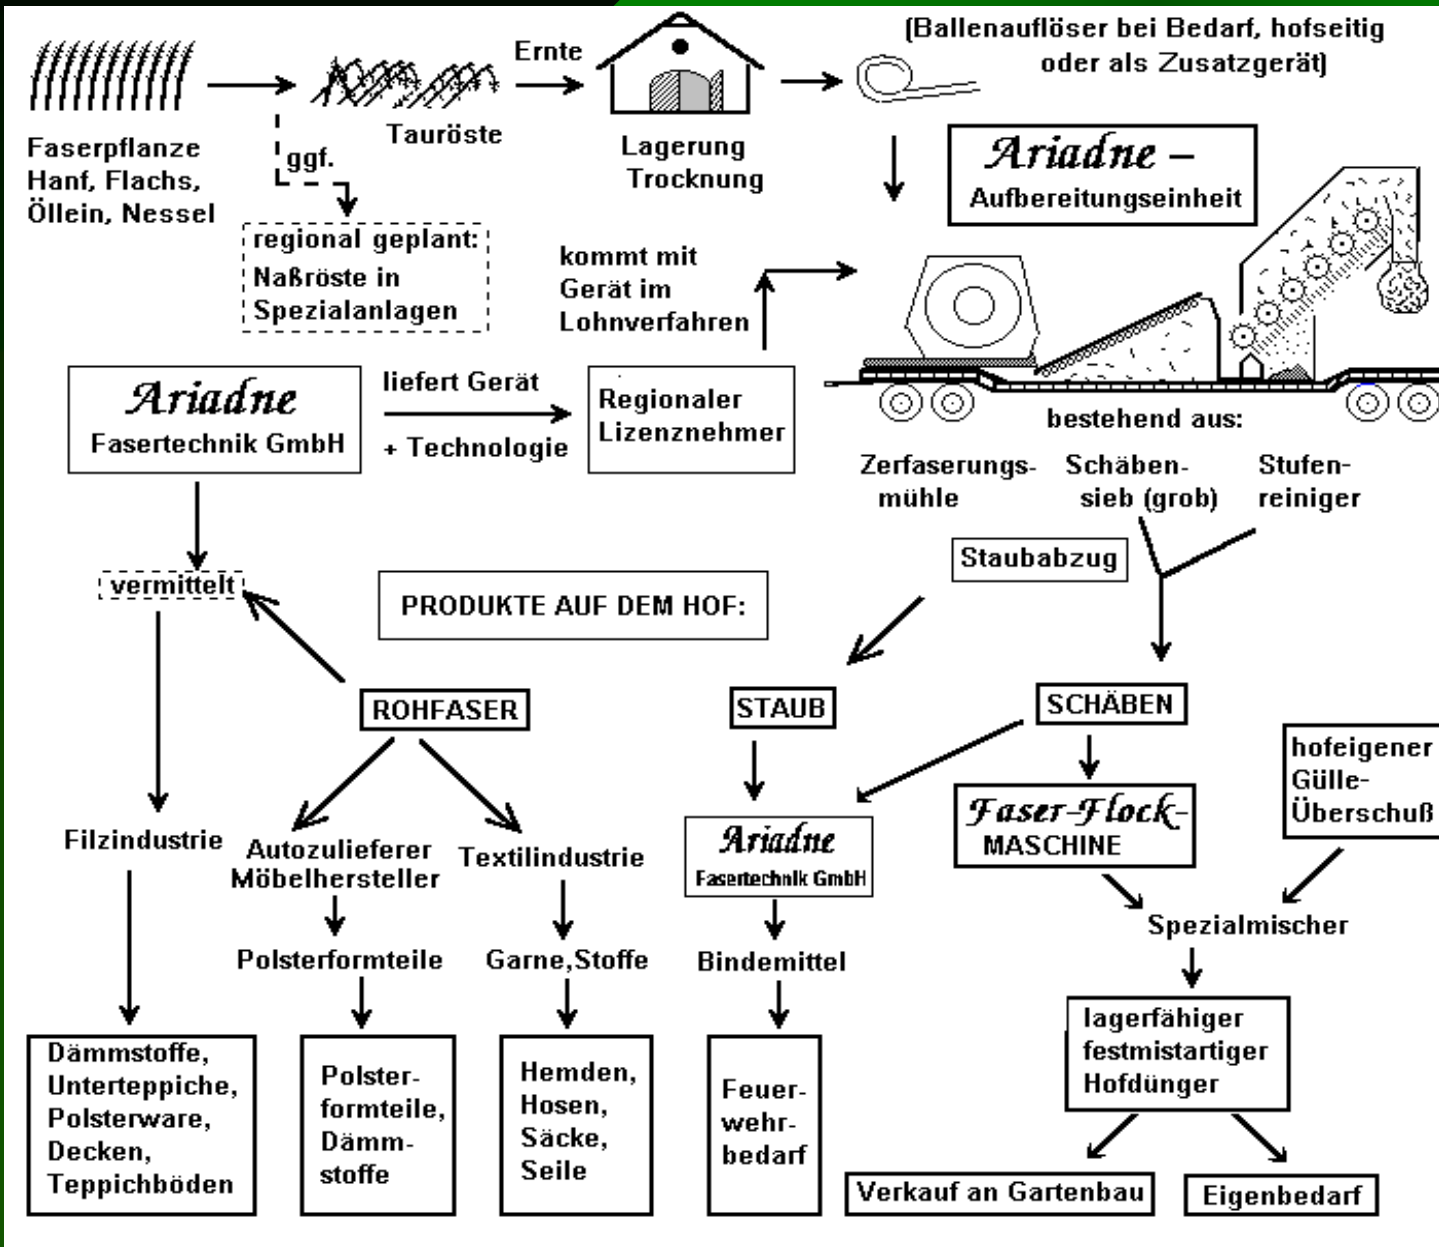 (Ballenauflöser bei Bedarf, hofseitig
oder als Zusatzgerät)
Ernte
Faserpflanze
Hanf, Flachs,
Öllein, Nessel
ggf.
Tauröste
Lagerung
Trocknung
Ariadne –
Aufbereitungseinheit
regional geplant:
Naßröste in
Spezialanlagen
kommt mit
Gerät im
Lohnverfahren
Ariadne
Fasertechnik GmbH
liefert Gerät
+ Technologie
Regionaler
Lizenznehmer
bestehend aus:
Zerfaserungs-
mühle
Schäben-
sieb (grob)
Stufen-
reiniger
Staubabzug
vermittelt
PRODUKTE AUF DEM HOF:
ROHFASER
STAUB
SCHÄBEN
hofeigener
Gülle-
Überschuß
Filzindustrie
Autozulieferer
Möbelhersteller
Textilindustrie
Ariadne
Fasertechnik GmbH
Faser-Flock-
MASCHINE
Spezialmischer
Polsterformteile
Garne,Stoffe
Bindemittel
lagerfähiger
festmistartiger
Hofdünger
Dämmstoffe,
Unterteppiche,
Polsterware,
Decken,
Teppichböden
Polster-
formteile,
Dämm-
stoffe
Hemden,
Hosen,
Säcke,
Seile
Feuer-
wehr-
bedarf
Verkauf an Gartenbau
Eigenbedarf